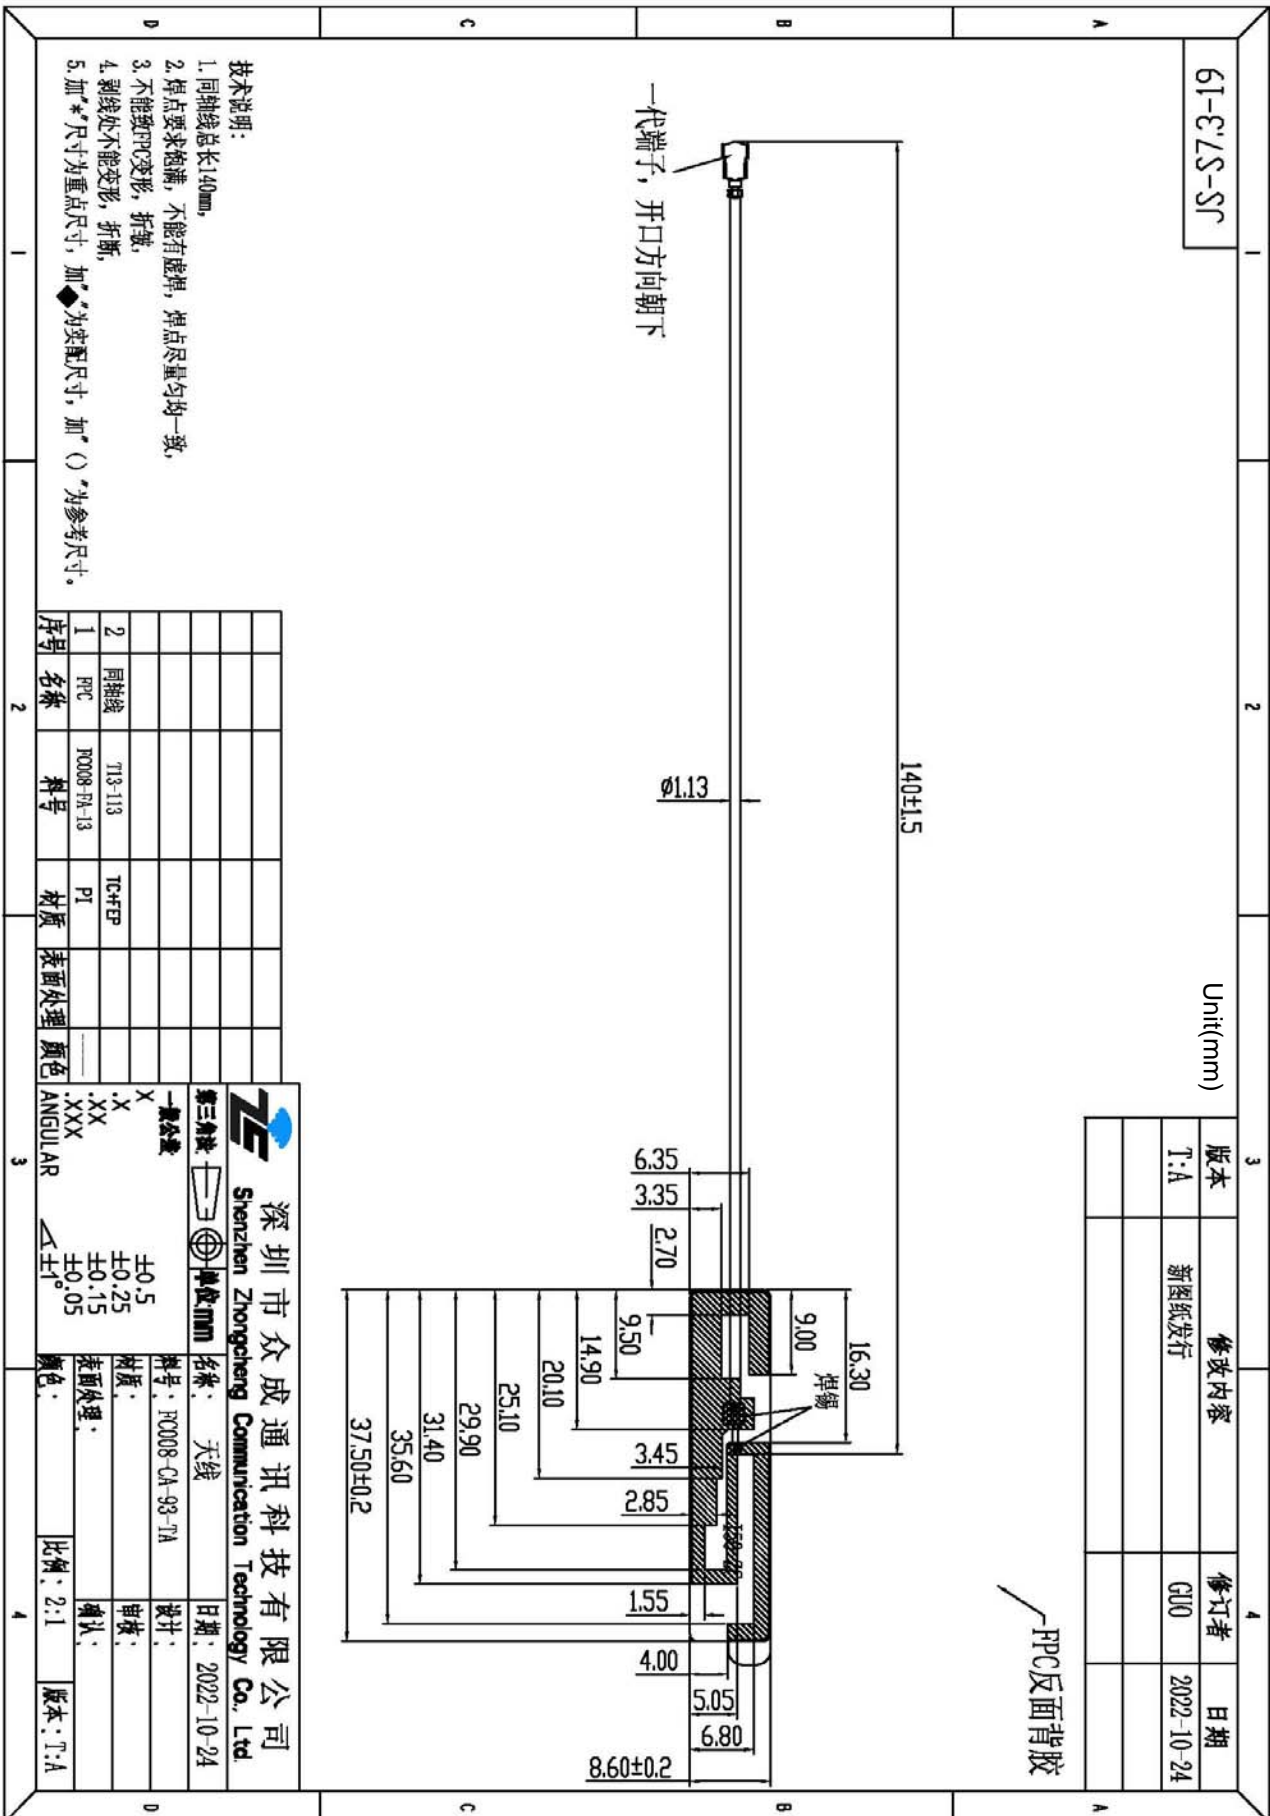 JS-S7.3-19
Unit(mm)
版本 修改内容 修订者 日期
T:A 新图纸发行 GUO 2022-10-24
FPC反面背胶
一代端子，开口方向朝下
140±1.5
Ø1.13
6.35
3.35
2.70
16.30
9.00
焊锡
9.50
14.90
20.10
25.10
29.90
31.40
35.60
37.50±0.2
3.45
2.85
1.55
4.00
5.05
6.80
8.60±0.2
技术说明：
1.同轴线总长140mm,
2.焊点要求饱满，不能有虚焊，焊点尽量匀均一致,
3.不能致FPC变形，折皱,
4.剥线处不能变形，折断,
5.加"*"尺寸为重点尺寸，加"◆"为实配尺寸，加"（）"为参考尺寸。
2 同轴线 T13-113 TC+FEP
1 FPC FC008-FA-13 PI
序号 名称 料号 材质 表面处理 颜色
深圳市众成通讯科技有限公司
Shenzhen Zhongcheng Communication Technology Co., Ltd.
第三角法 单位:mm
一般公差
X ±0.5
.X ±0.25
.XX ±0.15
.XXX ±0.05
ANGULAR ±1°
名称： 天线 日期：2022-10-24
料号：FC008-CA-93-TA 设计：
材质： 审核：
表面处理： 确认：
颜色： 比例：2:1 版本：T:A
1
2
3
4
1
2
3
4
A
B
C
D
A
B
C
D